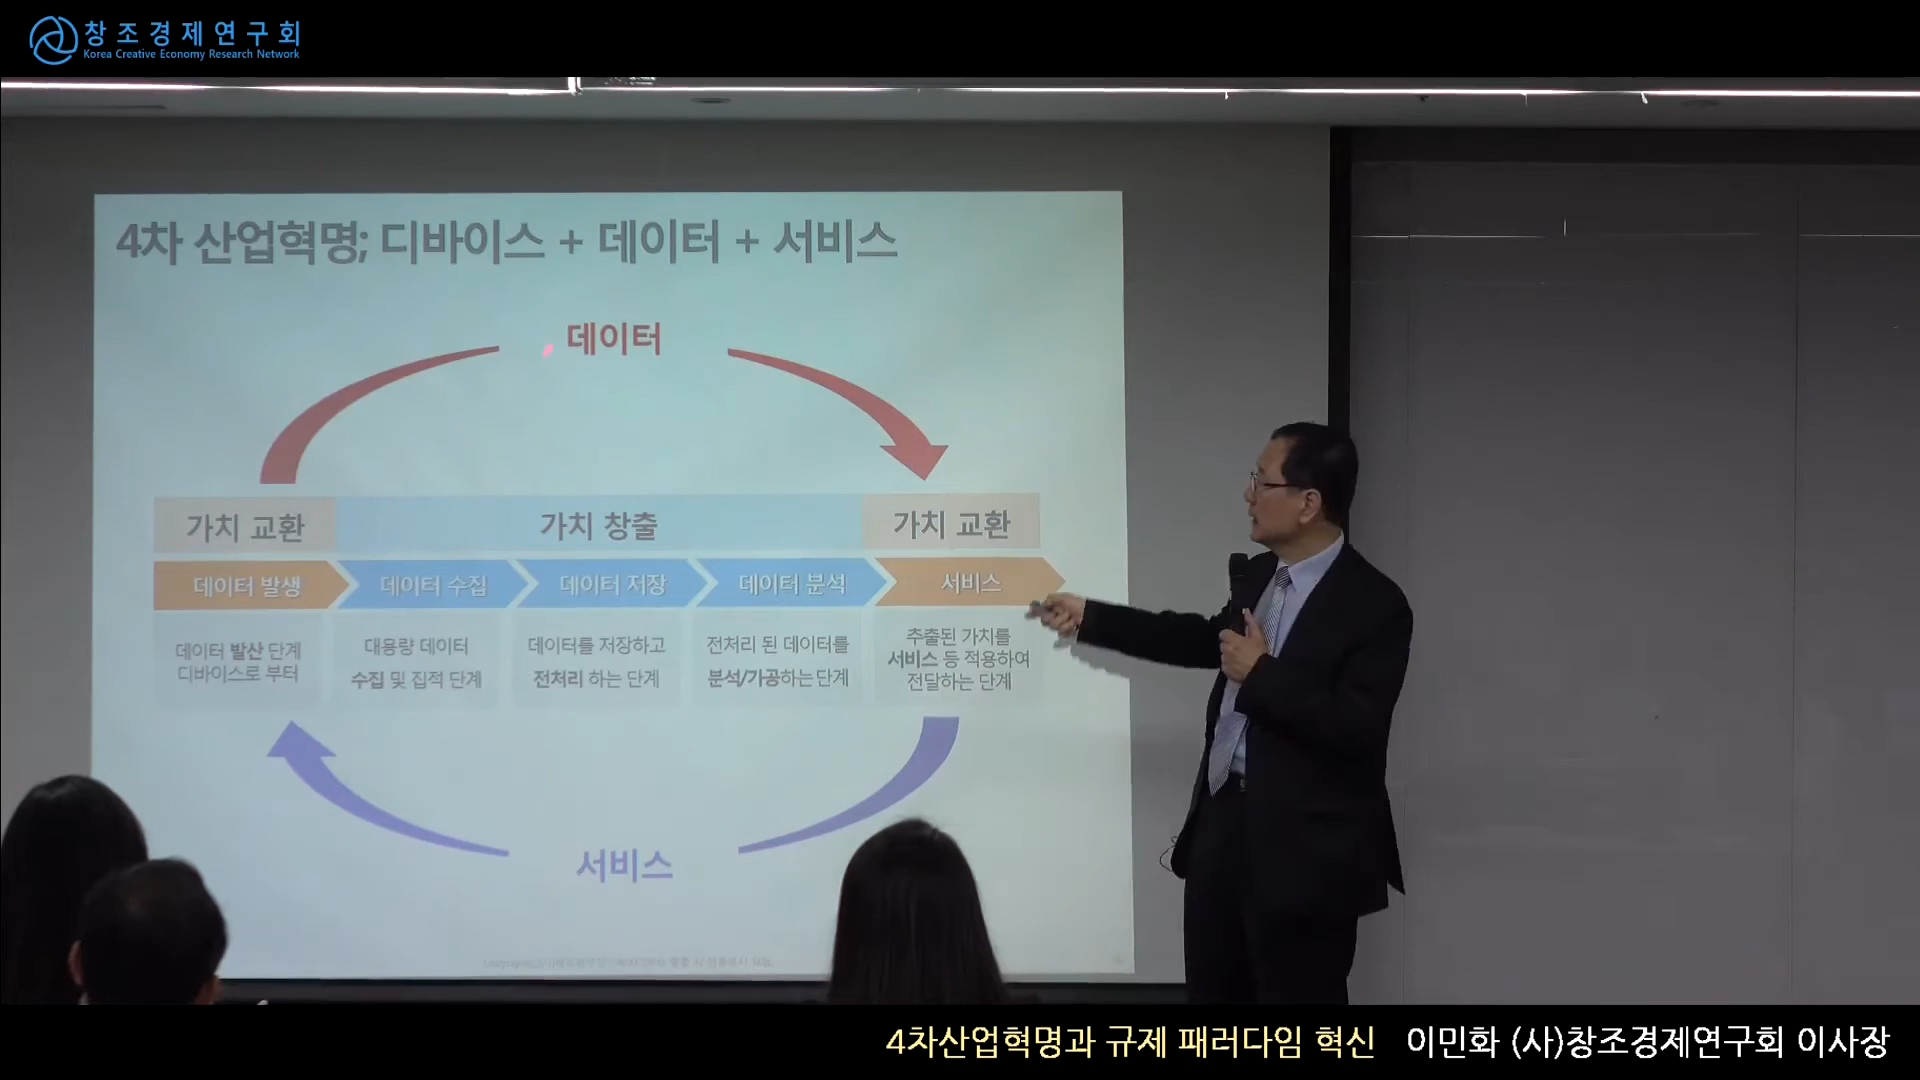 창조경제연구회
Korea Creative Economy Research Network
4차 산업혁명; 디바이스 + 데이터 + 서비스
데이터
가치 교환
가치 창출
가치 교환
데이터 발생
데이터 수집
데이터 저장
데이터 분석
서비스
데이터 발산 단계
디바이스로 부터
대용량 데이터
수집 및 집적 단계
데이터를 저장하고
전처리 하는 단계
전처리 된 데이터를
분석/가공하는 단계
추출된 가치를
서비스 등 적용하여
전달하는 단계
서비스
4차산업혁명과 규제 패러다임 혁신 이민화 (사)창조경제연구회 이사장